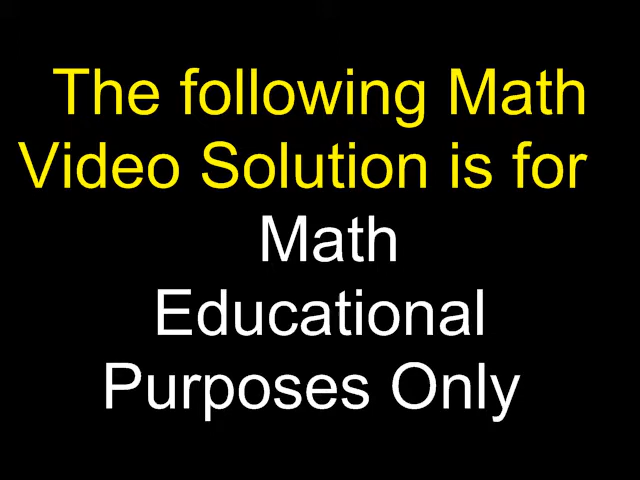 The following Math
Video Solution is for
Math
Educational
Purposes Only